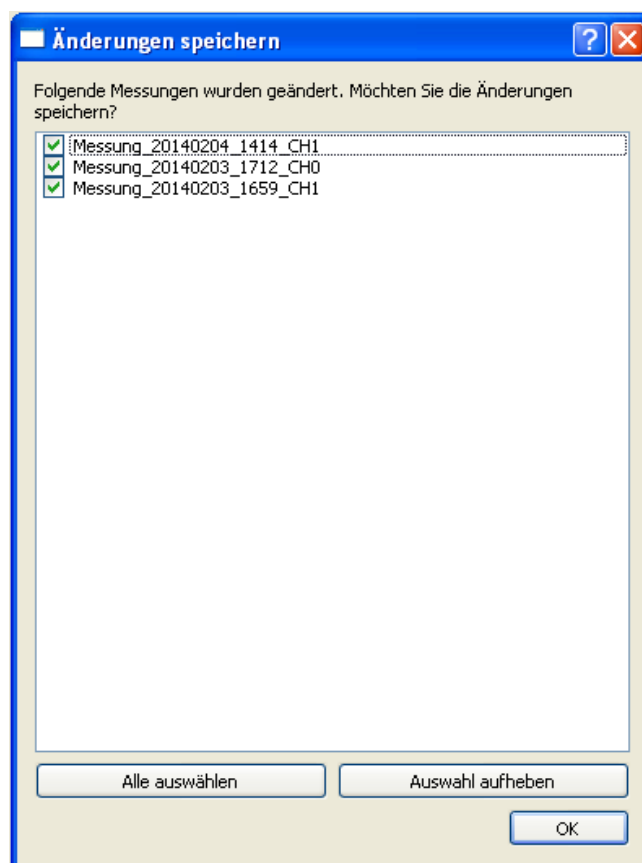 Änderungen speichern
Folgende Messungen wurden geändert. Möchten Sie die Änderungen
speichern?
Messung_20140204_1414_CH1
Messung_20140203_1712_CH0
Messung_20140203_1659_CH1
Alle auswählen
Auswahl aufheben
OK